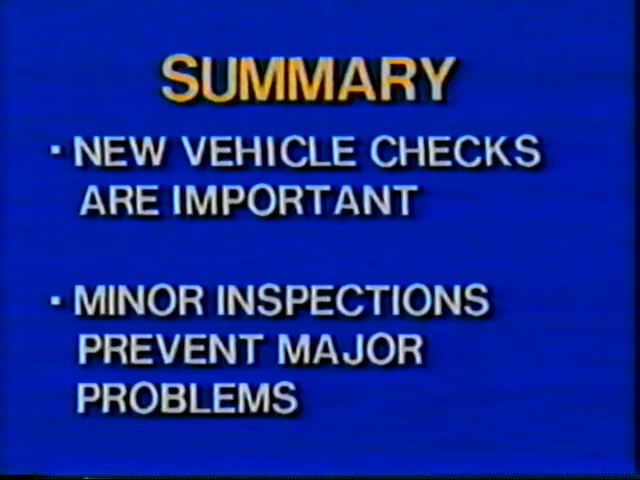 SUMMARY
· NEW VEHICLE CHECKS
ARE IMPORTANT
· MINOR INSPECTIONS
PREVENT MAJOR
PROBLEMS